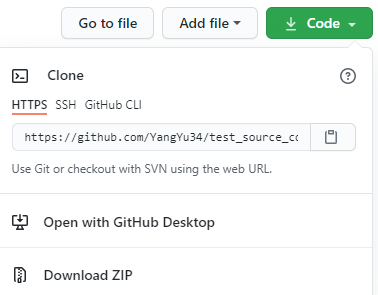 Go to file Add file Code
Clone
HTTPS SSH GitHub CLI
https://github.com/YangYu34/test_source_co
Use Git or checkout with SVN using the web URL.
Open with GitHub Desktop
Download ZIP